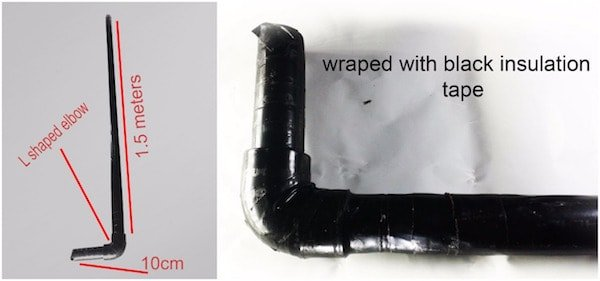 L shaped elbow
1.5 meters
10cm
wraped with black insulation
tape